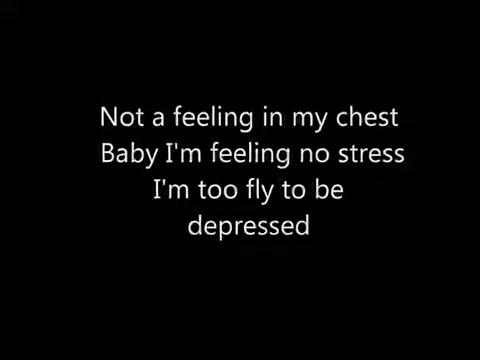 Not a feeling in my chest
Baby I'm feeling no stress
I'm too fly to be
depressed